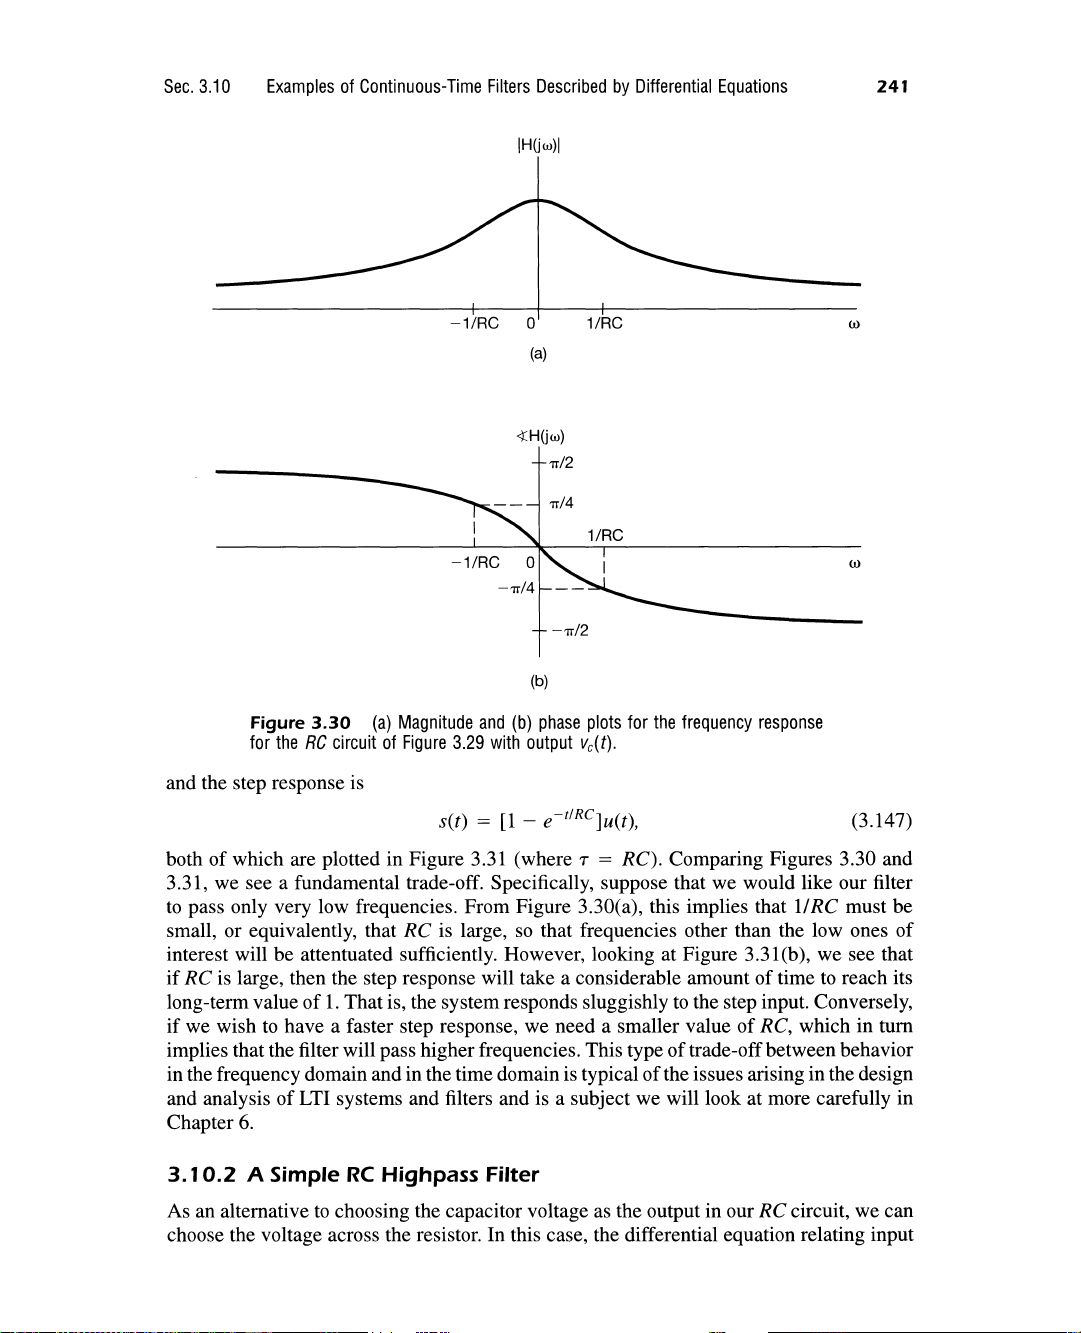 Sec. 3.10 Examples of Continuous-Time Filters Described by Differential Equations 241
|H(jω)|
−1/RC 0 1/RC ω
(a)
∢H(jω)
π/2
π/4
1/RC
−1/RC 0 ω
−π/4
−π/2
(b)
Figure 3.30 (a) Magnitude and (b) phase plots for the frequency response
for the RC circuit of Figure 3.29 with output vc(t).
and the step response is
s(t) = [1 − e^{−t/RC}]u(t), (3.147)
both of which are plotted in Figure 3.31 (where τ = RC). Comparing Figures 3.30 and
3.31, we see a fundamental trade-off. Specifically, suppose that we would like our filter
to pass only very low frequencies. From Figure 3.30(a), this implies that 1/RC must be
small, or equivalently, that RC is large, so that frequencies other than the low ones of
interest will be attentuated sufficiently. However, looking at Figure 3.31(b), we see that
if RC is large, then the step response will take a considerable amount of time to reach its
long-term value of 1. That is, the system responds sluggishly to the step input. Conversely,
if we wish to have a faster step response, we need a smaller value of RC, which in turn
implies that the filter will pass higher frequencies. This type of trade-off between behavior
in the frequency domain and in the time domain is typical of the issues arising in the design
and analysis of LTI systems and filters and is a subject we will look at more carefully in
Chapter 6.
3.10.2 A Simple RC Highpass Filter
As an alternative to choosing the capacitor voltage as the output in our RC circuit, we can
choose the voltage across the resistor. In this case, the differential equation relating input